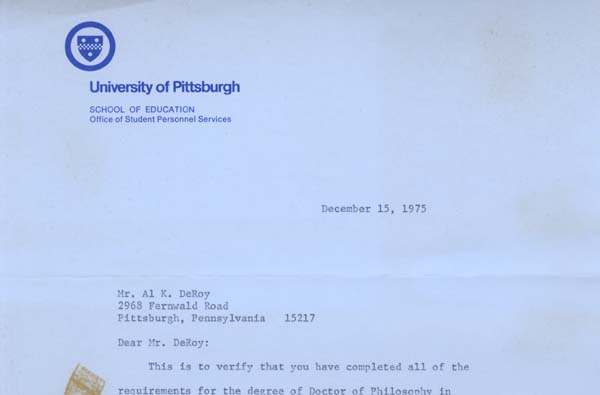 University of Pittsburgh
SCHOOL OF EDUCATION
Office of Student Personnel Services
December 15, 1975
Mr. Al K. DeRoy
2968 Fernwald Road
Pittsburgh, Pennsylvania 15217
Dear Mr. DeRoy:
This is to verify that you have completed all of the
requirements for the degree of Doctor of Philosophy in